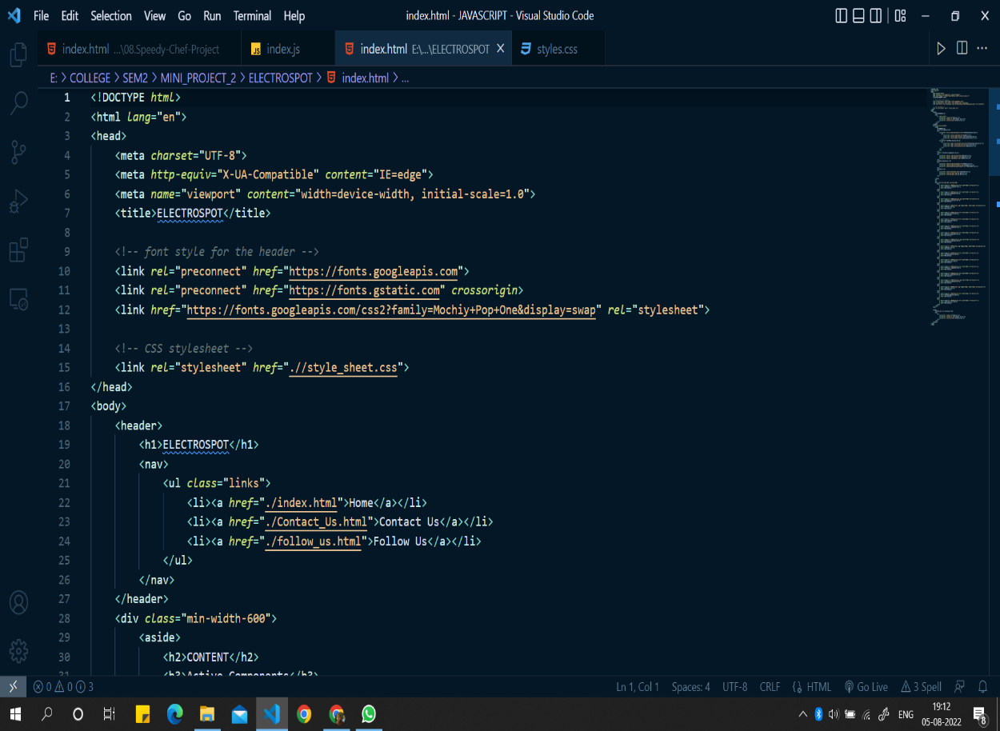 File Edit Selection View Go Run Terminal Help index.html - JAVASCRIPT - Visual Studio Code
index.html ...\08.Speedy-Chef-Project index.js index.html E:\...\ELECTROSPOT styles.css
E: > COLLEGE > SEM2 > MINI_PROJECT_2 > ELECTROSPOT > index.html > ...
1 <!DOCTYPE html>
2 <html lang="en">
3 <head>
4 <meta charset="UTF-8">
5 <meta http-equiv="X-UA-Compatible" content="IE=edge">
6 <meta name="viewport" content="width=device-width, initial-scale=1.0">
7 <title>ELECTROSPOT</title>
8
9 <!-- font style for the header -->
10 <link rel="preconnect" href="https://fonts.googleapis.com">
11 <link rel="preconnect" href="https://fonts.gstatic.com" crossorigin>
12 <link href="https://fonts.googleapis.com/css2?family=Mochiy+Pop+One&display=swap" rel="stylesheet">
13
14 <!-- CSS stylesheet -->
15 <link rel="stylesheet" href=".//style_sheet.css">
16 </head>
17 <body>
18 <header>
19 <h1>ELECTROSPOT</h1>
20 <nav>
21 <ul class="links">
22 <li><a href="./index.html">Home</a></li>
23 <li><a href="./Contact_Us.html">Contact Us</a></li>
24 <li><a href="./follow_us.html">Follow Us</a></li>
25 </ul>
26 </nav>
27 </header>
28 <div class="min-width-600">
29 <aside>
30 <h2>CONTENT</h2>
31 <h3>Active Components</h3>
0 0 3 Ln 1, Col 1 Spaces: 4 UTF-8 CRLF HTML Go Live 3 Spell
ENG 19:12
05-08-2022 8